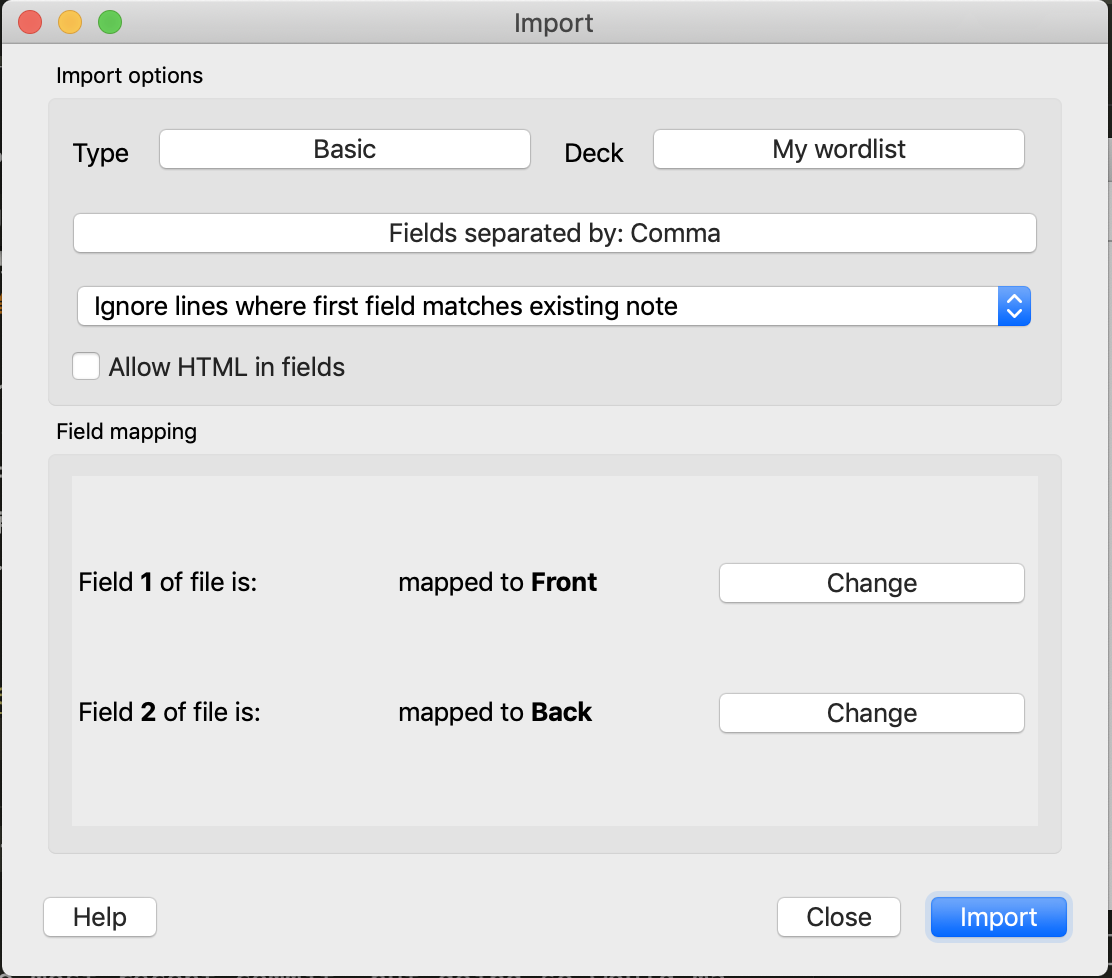 Import
Import options
Type Basic Deck My wordlist
Fields separated by: Comma
Ignore lines where first field matches existing note
Allow HTML in fields
Field mapping
Field 1 of file is: mapped to Front Change
Field 2 of file is: mapped to Back Change
Help Close Import